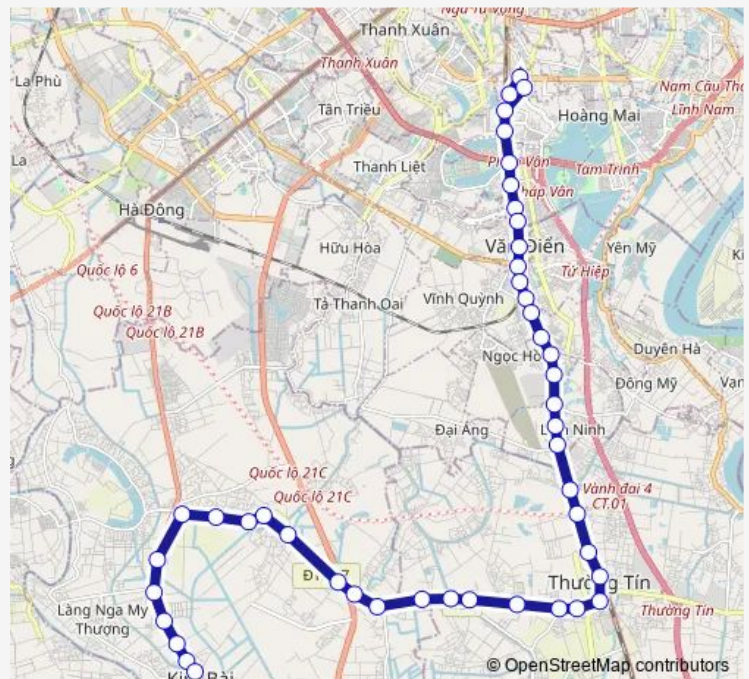 Ngã Tư Vọng
Thanh Xuân
Thanh Xuân
La Phù
Nam Cầu Tha
Lĩnh Nam
Tân Triều
Hoàng Mai
La
Thanh Liệt
Tam Trinh
Pháp Vân
Hà Đông
Văn Điển
Hữu Hòa
Yên Mỹ
Quốc lộ 6
Tứ Hiệp
Tả Thanh Oai
Vĩnh Quỳnh
Quốc lộ 21B
Quốc lộ 21B
Duyên Hà
Ngọc Hồ
Đông Mỹ
Vạn
Đại Áng
Ninh
Quốc lộ 21C
Quốc lộ 21C
Vành đai 4
CT.01
Thường Tín
Làng Nga My
Thượng
Thường Tín
© OpenStreetMap contributors